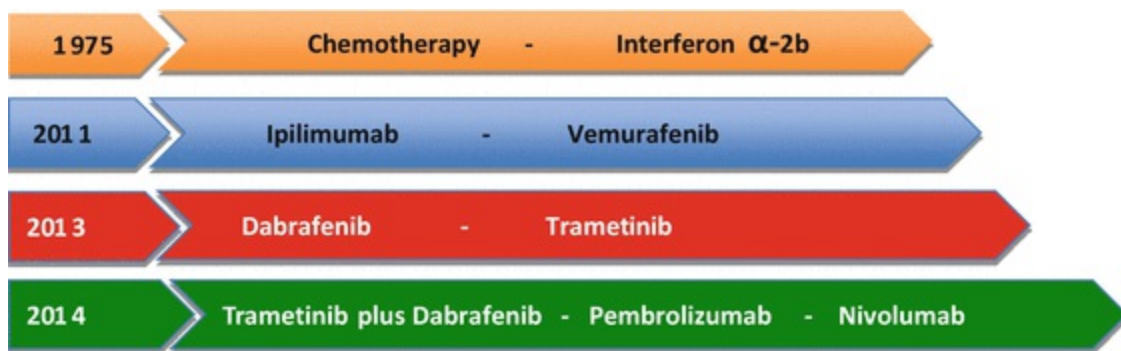 1975 Chemotherapy - Interferon α-2b
2011 Ipilimumab - Vemurafenib
2013 Dabrafenib - Trametinib
2014 Trametinib plus Dabrafenib - Pembrolizumab - Nivolumab